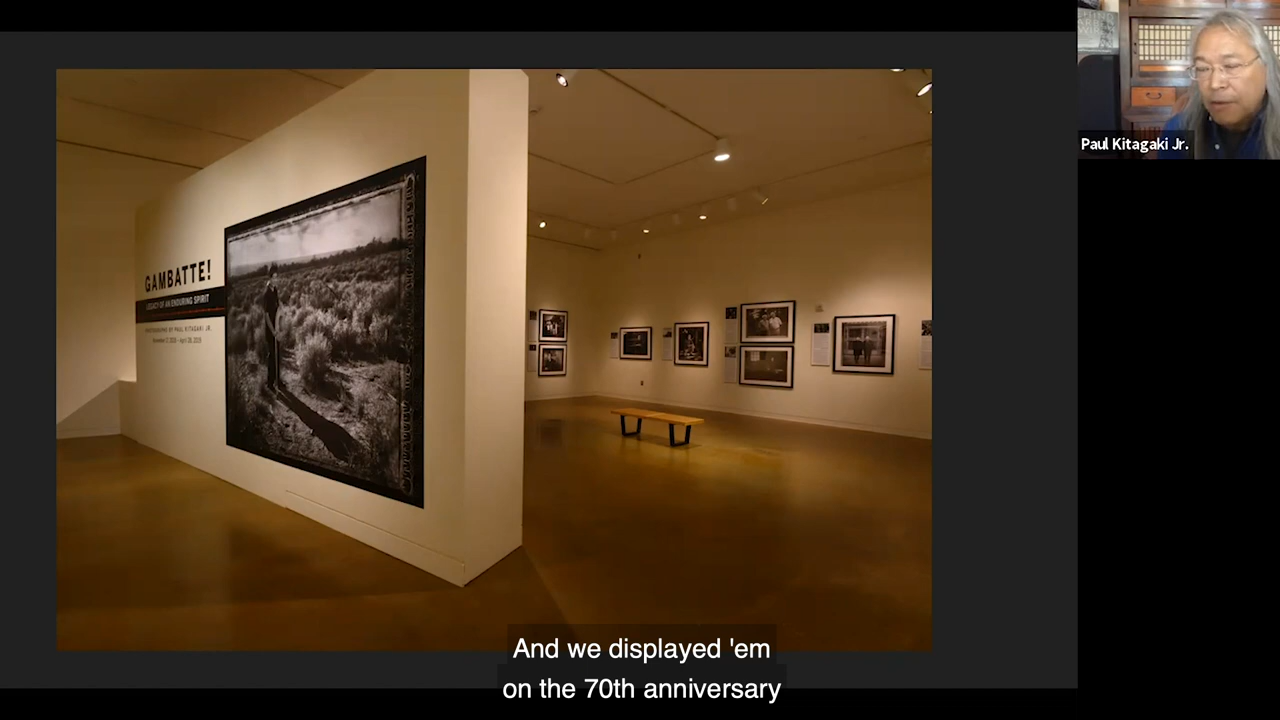 Paul Kitagaki Jr.
GAMBATTE!
LEGACY OF AN ENDURING SPIRIT
PHOTOGRAPHS BY PAUL KITAGAKI JR.
And we displayed 'em
on the 70th anniversary